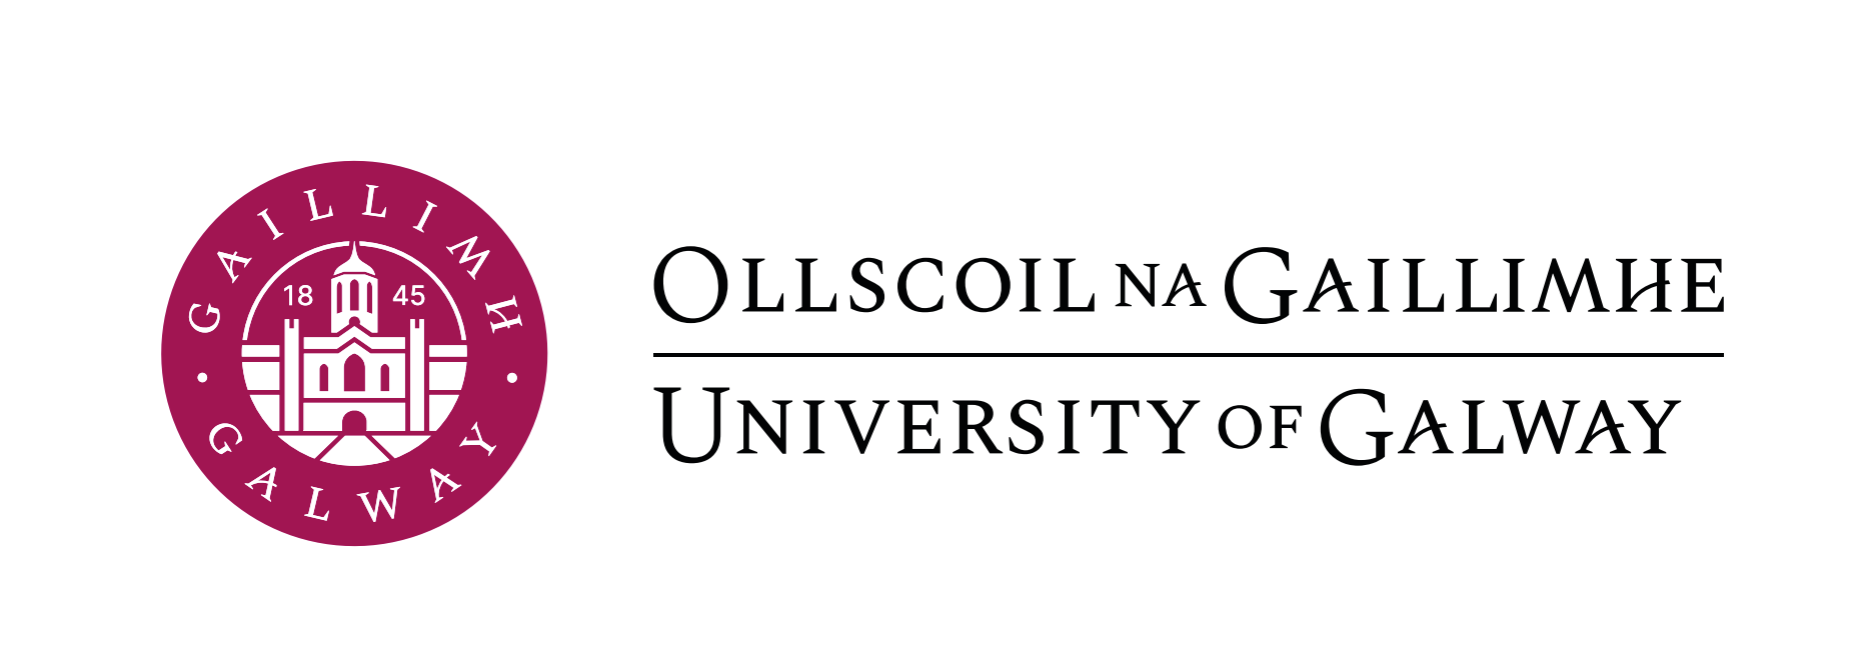 GAILLIMH
18 45
GALWAY
OLLSCOIL NA GAILLIMHE
UNIVERSITY OF GALWAY